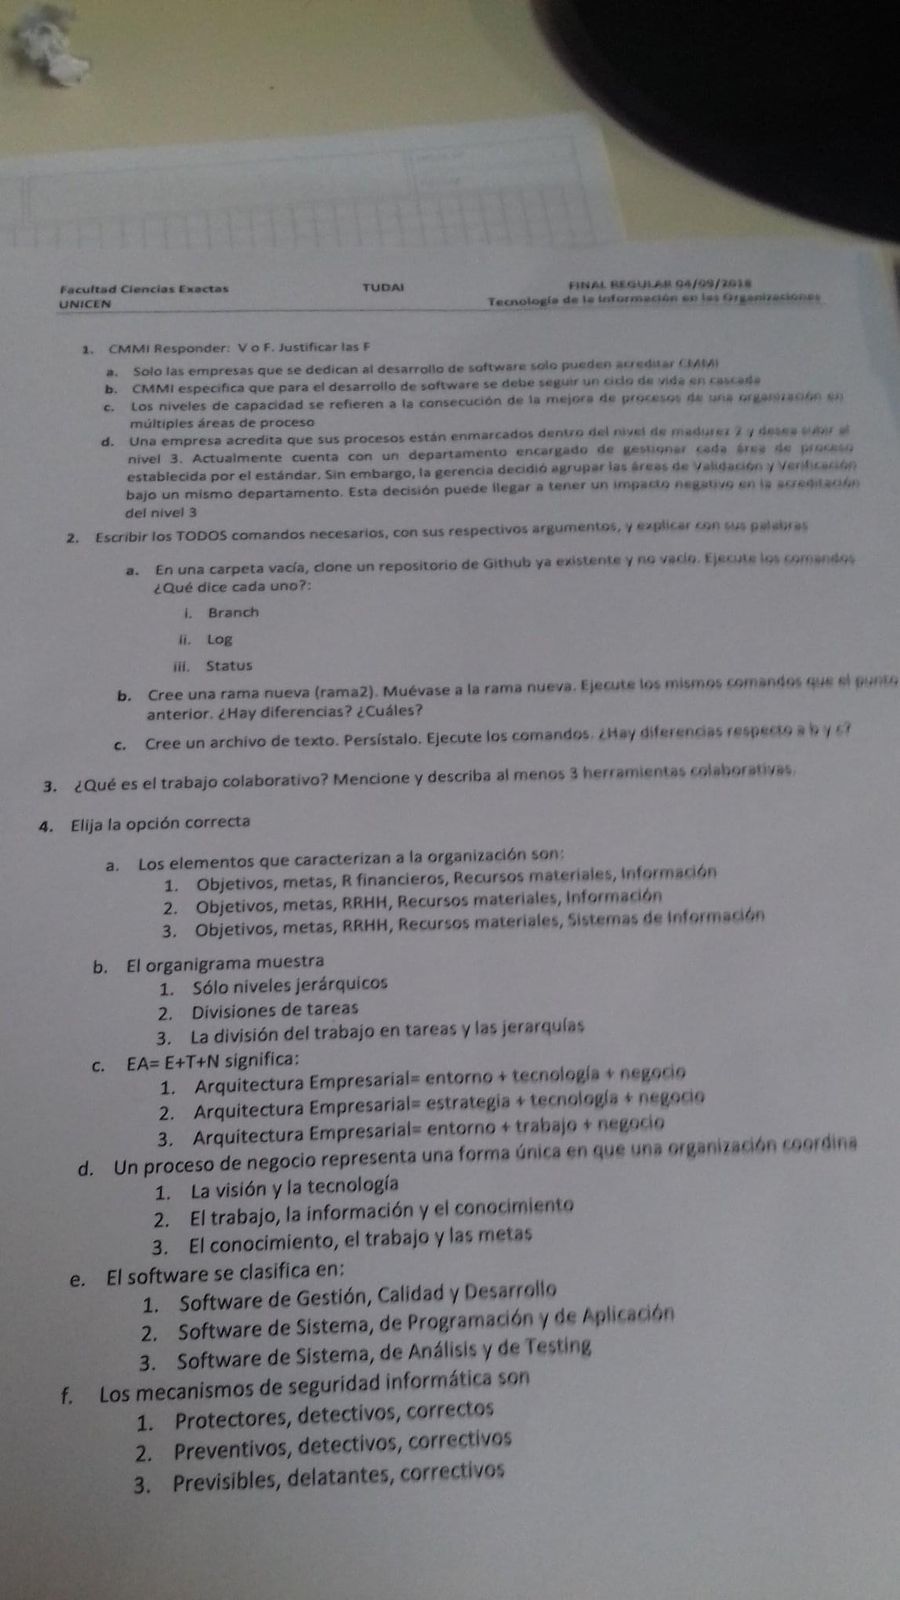 Facultad Ciencias Exactas TUDAI FINAL REGULAR 04/09/2018
UNICEN Tecnología de la Información en las Organizaciones
1. CMMI Responder: V o F. Justificar las F
a. Solo las empresas que se dedican al desarrollo de software solo pueden acreditar CMMI
b. CMMI especifica que para el desarrollo de software se debe seguir un ciclo de vida en cascada
c. Los niveles de capacidad se refieren a la consecución de la mejora de procesos de una organización en
múltiples áreas de proceso
d. Una empresa acredita que sus procesos están enmarcados dentro del nivel de madurez 2 y desea subir al
nivel 3. Actualmente cuenta con un departamento encargado de gestionar cada área de proceso
establecida por el estándar. Sin embargo, la gerencia decidió agrupar las áreas de Validación y Verificación
bajo un mismo departamento. Esta decisión puede llegar a tener un impacto negativo en la acreditación
del nivel 3
2. Escribir los TODOS comandos necesarios, con sus respectivos argumentos, y explicar con sus palabras
a. En una carpeta vacía, clone un repositorio de Github ya existente y no vacío. Ejecute los comandos
¿Qué dice cada uno?:
i. Branch
ii. Log
iii. Status
b. Cree una rama nueva (rama2). Muévase a la rama nueva. Ejecute los mismos comandos que el punto
anterior. ¿Hay diferencias? ¿Cuáles?
c. Cree un archivo de texto. Persístalo. Ejecute los comandos. ¿Hay diferencias respecto a b y c?
3. ¿Qué es el trabajo colaborativo? Mencione y describa al menos 3 herramientas colaborativas.
4. Elija la opción correcta
a. Los elementos que caracterizan a la organización son:
1. Objetivos, metas, R financieros, Recursos materiales, Información
2. Objetivos, metas, RRHH, Recursos materiales, Información
3. Objetivos, metas, RRHH, Recursos materiales, Sistemas de Información
b. El organigrama muestra
1. Sólo niveles jerárquicos
2. Divisiones de tareas
3. La división del trabajo en tareas y las jerarquías
c. EA= E+T+N significa:
1. Arquitectura Empresarial= entorno + tecnología + negocio
2. Arquitectura Empresarial= estrategia + tecnología + negocio
3. Arquitectura Empresarial= entorno + trabajo + negocio
d. Un proceso de negocio representa una forma única en que una organización coordina
1. La visión y la tecnología
2. El trabajo, la información y el conocimiento
3. El conocimiento, el trabajo y las metas
e. El software se clasifica en:
1. Software de Gestión, Calidad y Desarrollo
2. Software de Sistema, de Programación y de Aplicación
3. Software de Sistema, de Análisis y de Testing
f. Los mecanismos de seguridad informática son
1. Protectores, detectivos, correctos
2. Preventivos, detectivos, correctivos
3. Previsibles, delatantes, correctivos